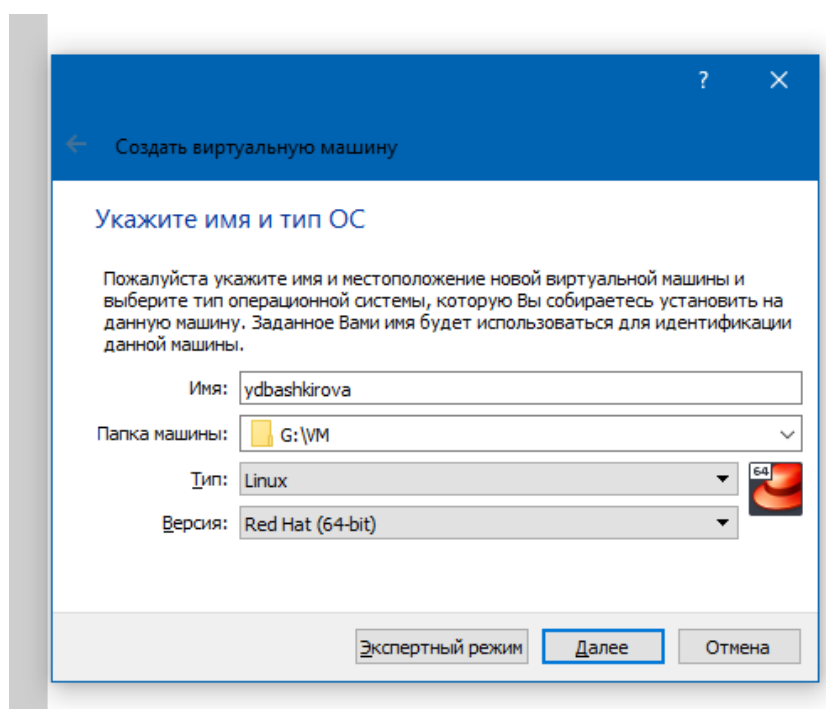 ?
Создать виртуальную машину
Укажите имя и тип ОС
Пожалуйста укажите имя и местоположение новой виртуальной машины и
выберите тип операционной системы, которую Вы собираетесь установить на
данную машину. Заданное Вами имя будет использоваться для идентификации
данной машины.
Имя: ydbashkirova
Папка машины: G:\VM
Тип: Linux 64
Версия: Red Hat (64-bit)
Экспертный режим Далее Отмена